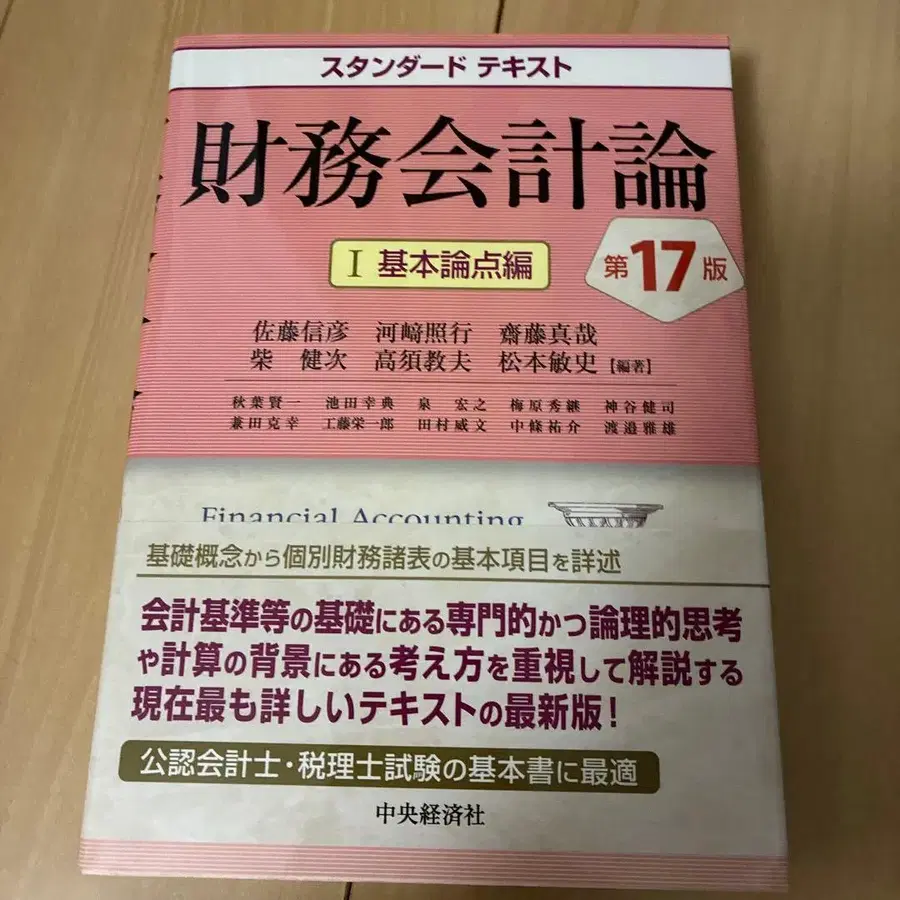 スタンダード テキスト
財務会計論
I 基本論点編
第17版
佐藤信彦 河﨑照行 齋藤真哉
柴 健次 高須教夫 松本敏史【編著】
秋葉賢一 池田幸典 泉 宏之 梅原秀継 神谷健司
兼田克幸 工藤栄一郎 田村威文 中條祐介 渡邉雅雄
Financial Accounting
基礎概念から個別財務諸表の基本項目を詳述
会計基準等の基礎にある専門的かつ論理的思考
や計算の背景にある考え方を重視して解説する
現在最も詳しいテキストの最新版!
公認会計士・税理士試験の基本書に最適
中央経済社